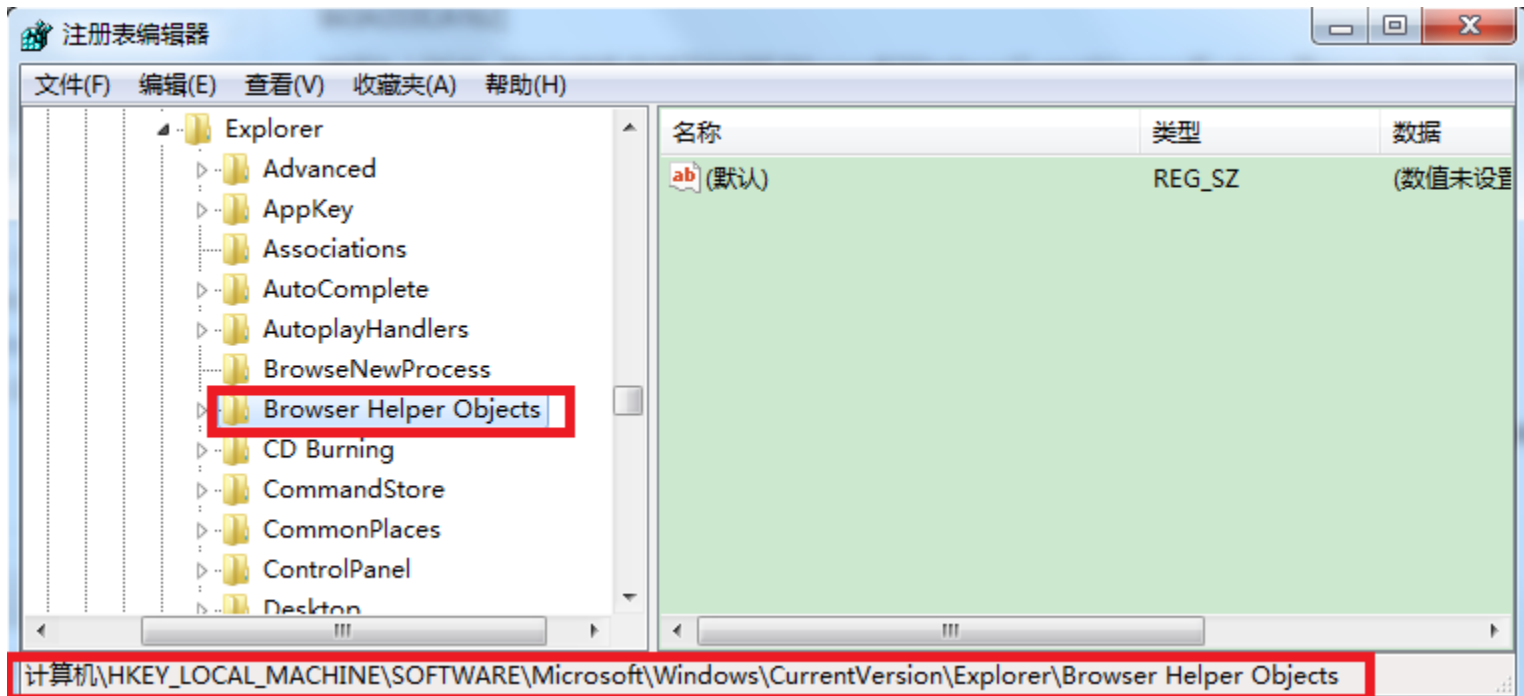 注册表编辑器
文件(F) 编辑(E) 查看(V) 收藏夹(A) 帮助(H)
Explorer
Advanced
AppKey
Associations
AutoComplete
AutoplayHandlers
BrowseNewProcess
Browser Helper Objects
CD Burning
CommandStore
CommonPlaces
ControlPanel
Desktop
名称 类型 数据
ab (默认) REG_SZ (数值未设置
计算机\HKEY_LOCAL_MACHINE\SOFTWARE\Microsoft\Windows\CurrentVersion\Explorer\Browser Helper Objects